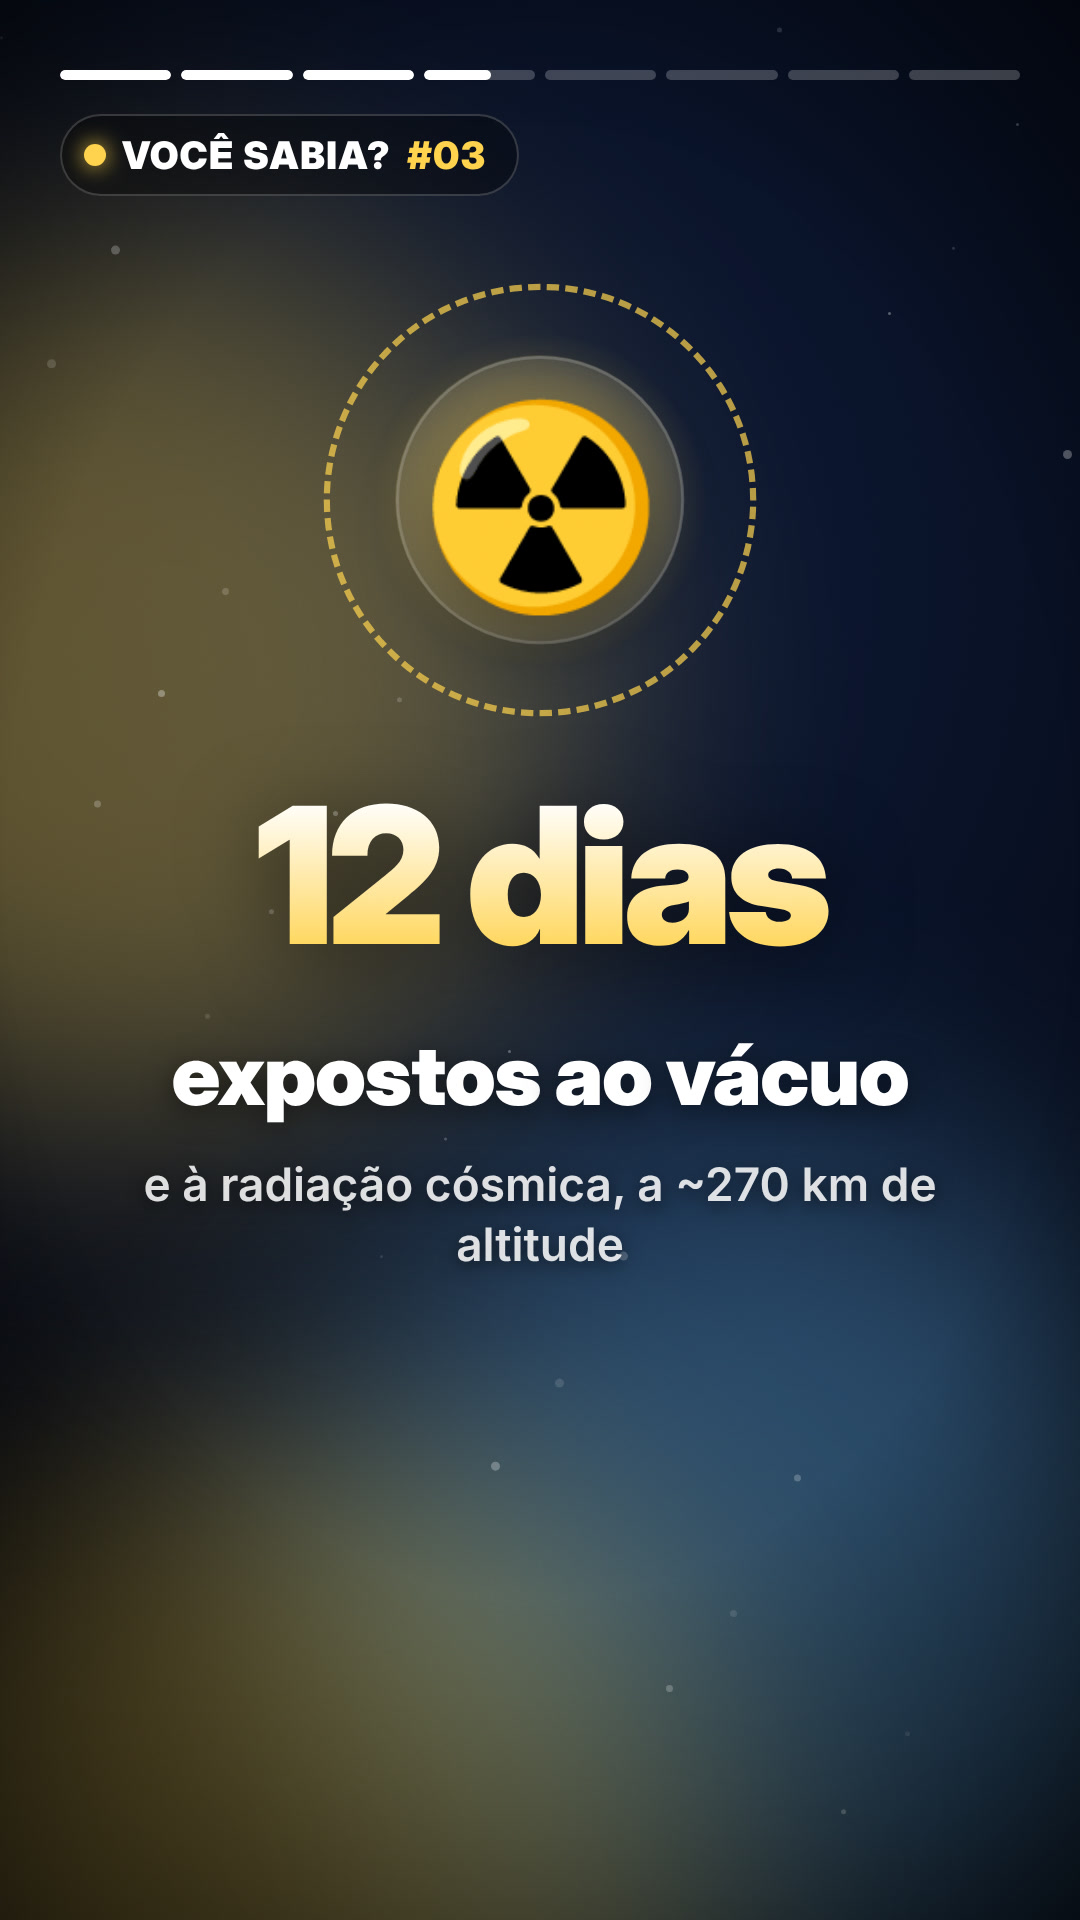 VOCÊ SABIA? #03
12 dias
expostos ao vácuo
e à radiação cósmica, a ~270 km de
altitude